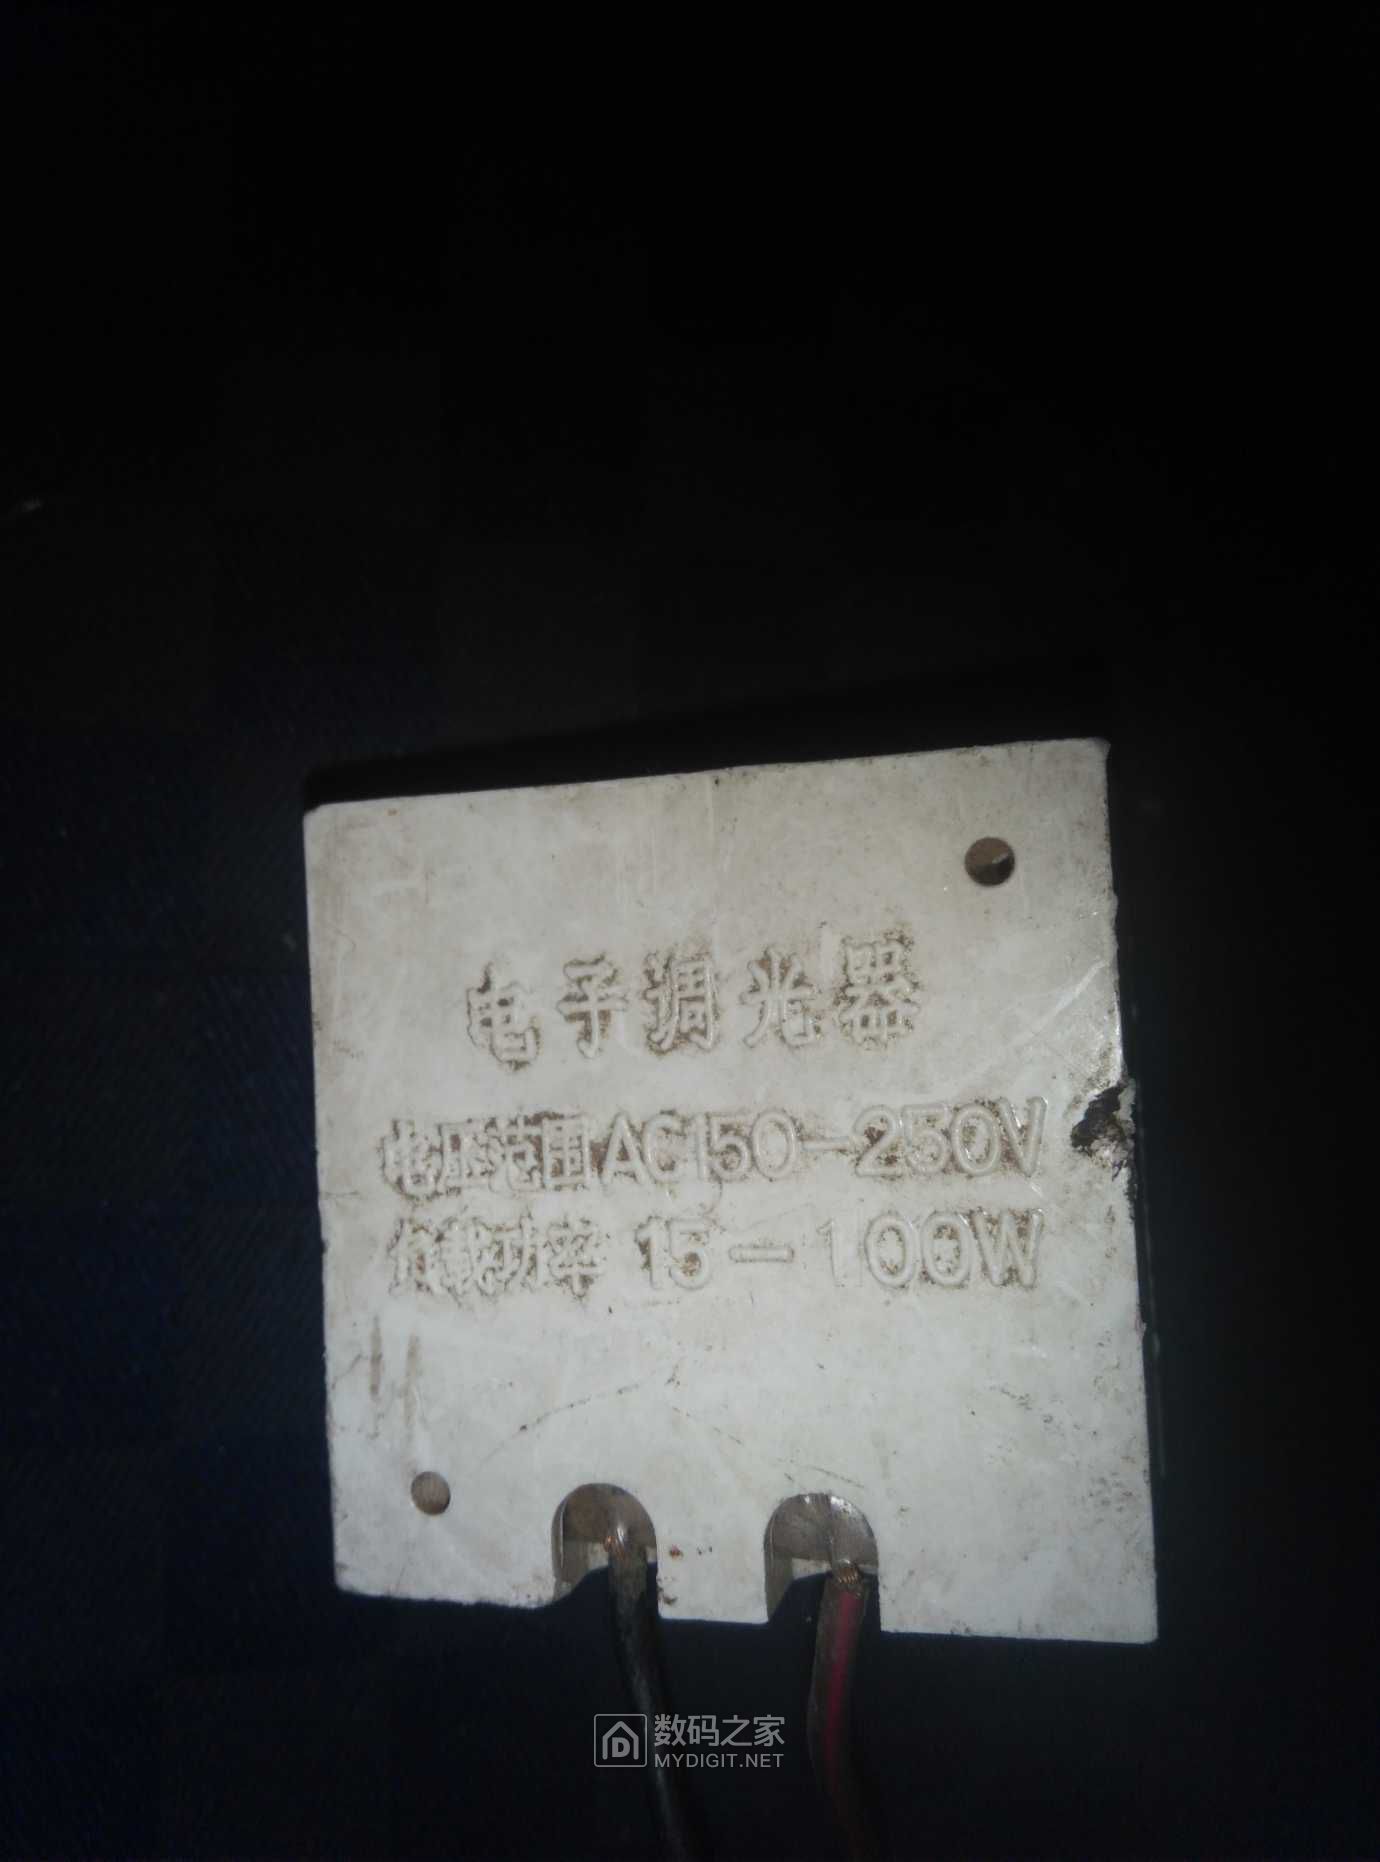 电子调光器
电压范围AC150-250V
负载功率 15-100W
数码之家
MYDIGIT.NET